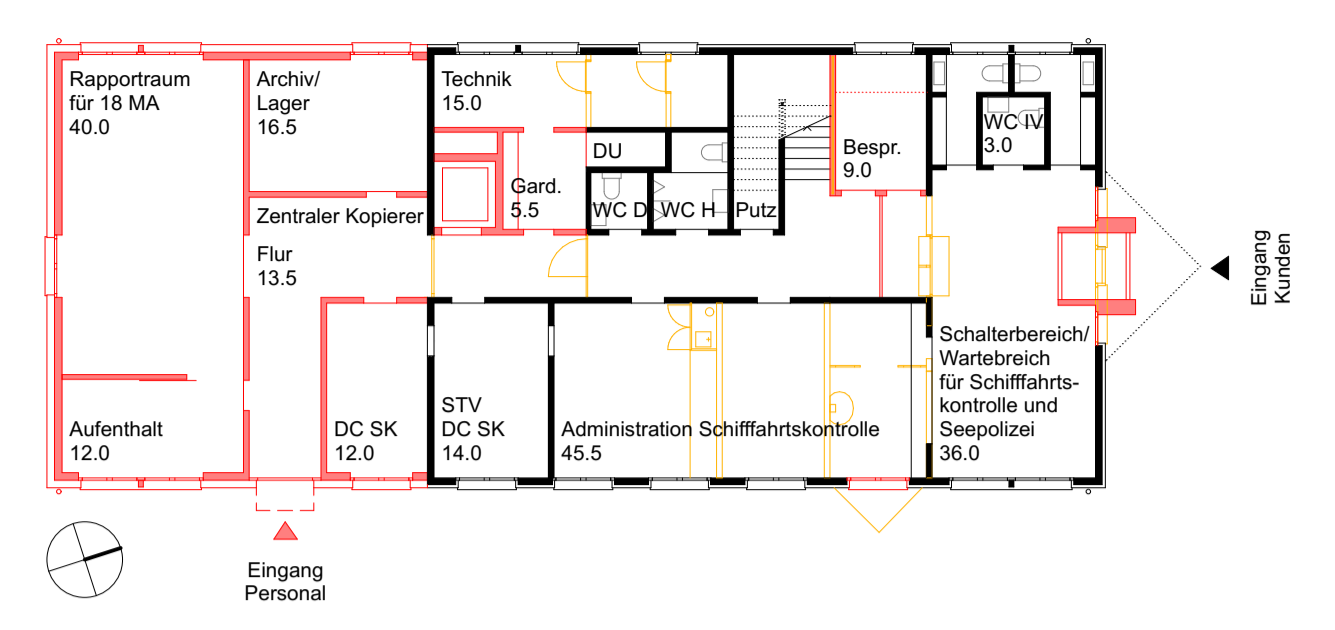 Rapportraum
für 18 MA
40.0
Archiv/
Lager
16.5
Technik
15.0
DU
Gard.
5.5
WC D
WC H
Putz
Bespr.
9.0
WC IV
3.0
Zentraler Kopierer
Flur
13.5
Eingang
Kunden
Aufenthalt
12.0
DC SK
12.0
STV
DC SK
14.0
Administration Schifffahrtskontrolle
45.5
Schalterbereich/
Wartebreich
für Schifffahrts-
kontrolle und
Seepolizei
36.0
Eingang
Personal